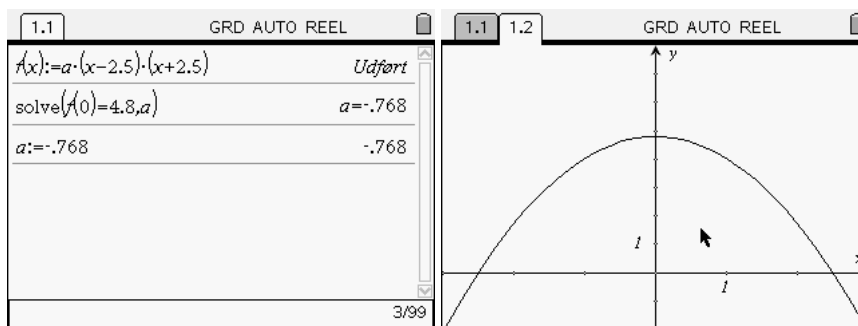 1.1 GRD AUTO REEL
f(x):=a·(x−2.5)·(x+2.5) Udført
solve(f(0)=4.8,a) a=-.768
a:=-.768 -.768
3/99
1.1 1.2 GRD AUTO REEL
y
1
x
1